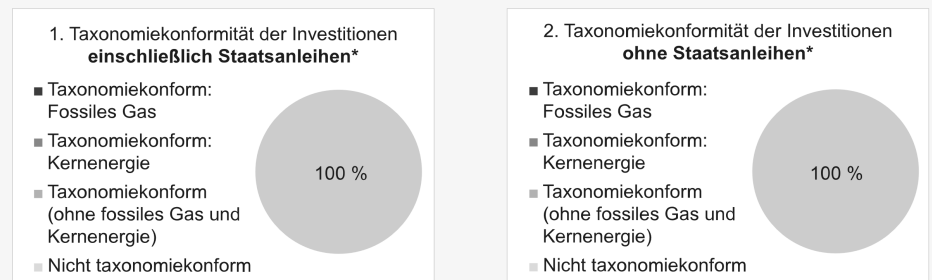 1. Taxonomiekonformität der Investitionen
einschließlich Staatsanleihen*
Taxonomiekonform:
Fossiles Gas
Taxonomiekonform:
Kernenergie
Taxonomiekonform
(ohne fossiles Gas und
Kernenergie)
Nicht taxonomiekonform
100 %
2. Taxonomiekonformität der Investitionen
ohne Staatsanleihen*
Taxonomiekonform:
Fossiles Gas
Taxonomiekonform:
Kernenergie
Taxonomiekonform
(ohne fossiles Gas und
Kernenergie)
Nicht taxonomiekonform
100 %